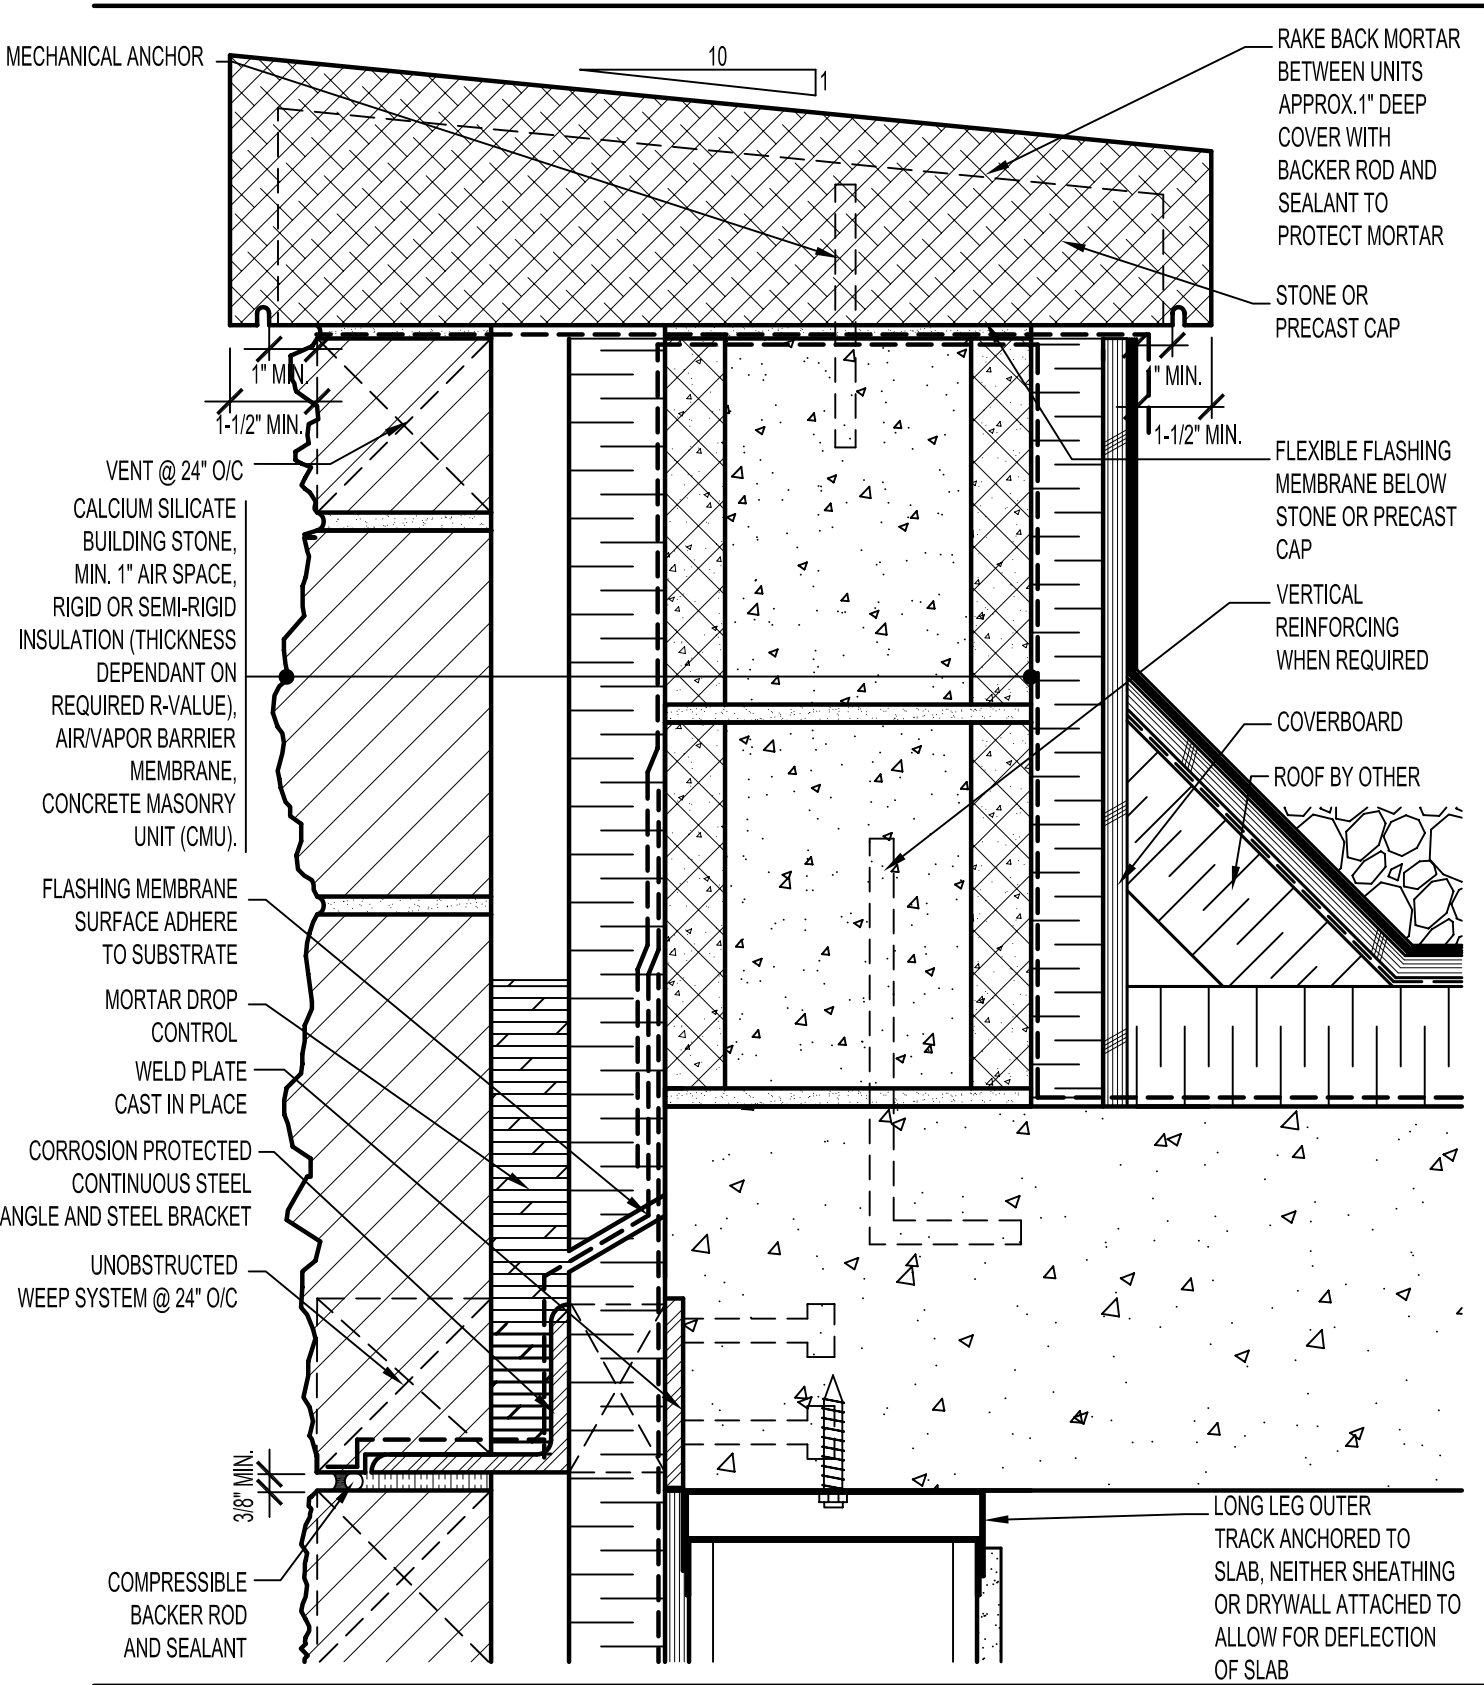 MECHANICAL ANCHOR
10
1
RAKE BACK MORTAR
BETWEEN UNITS
APPROX.1" DEEP
COVER WITH
BACKER ROD AND
SEALANT TO
PROTECT MORTAR
STONE OR
PRECAST CAP
1" MIN.
1-1/2" MIN.
" MIN.
1-1/2" MIN.
VENT @ 24" O/C
CALCIUM SILICATE
BUILDING STONE,
MIN. 1" AIR SPACE,
RIGID OR SEMI-RIGID
INSULATION (THICKNESS
DEPENDANT ON
REQUIRED R-VALUE),
AIR/VAPOR BARRIER
MEMBRANE,
CONCRETE MASONRY
UNIT (CMU).
FLEXIBLE FLASHING
MEMBRANE BELOW
STONE OR PRECAST
CAP
VERTICAL
REINFORCING
WHEN REQUIRED
COVERBOARD
ROOF BY OTHER
FLASHING MEMBRANE
SURFACE ADHERE
TO SUBSTRATE
MORTAR DROP
CONTROL
WELD PLATE
CAST IN PLACE
CORROSION PROTECTED
CONTINUOUS STEEL
ANGLE AND STEEL BRACKET
UNOBSTRUCTED
WEEP SYSTEM @ 24" O/C
3/8" MIN.
COMPRESSIBLE
BACKER ROD
AND SEALANT
LONG LEG OUTER
TRACK ANCHORED TO
SLAB, NEITHER SHEATHING
OR DRYWALL ATTACHED TO
ALLOW FOR DEFLECTION
OF SLAB